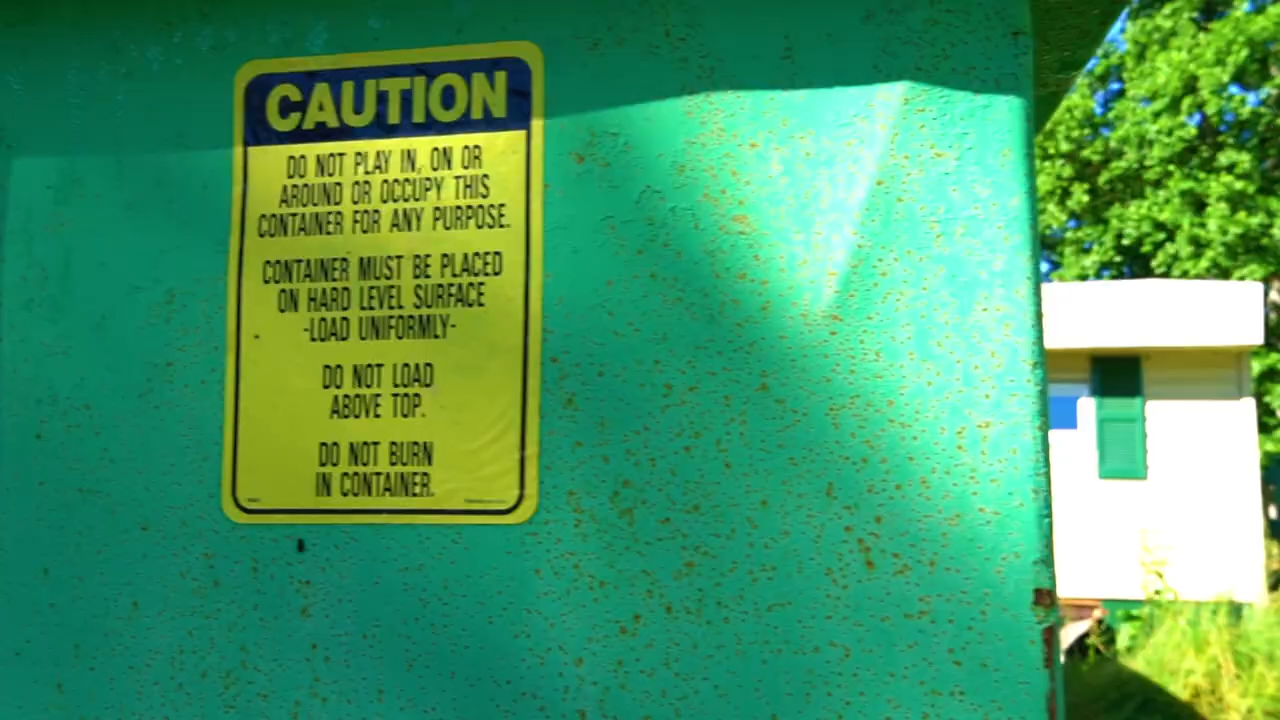 CAUTION
DO NOT PLAY IN, ON OR
AROUND OR OCCUPY THIS
CONTAINER FOR ANY PURPOSE.
CONTAINER MUST BE PLACED
ON HARD LEVEL SURFACE
-LOAD UNIFORMLY-
DO NOT LOAD
ABOVE TOP.
DO NOT BURN
IN CONTAINER.